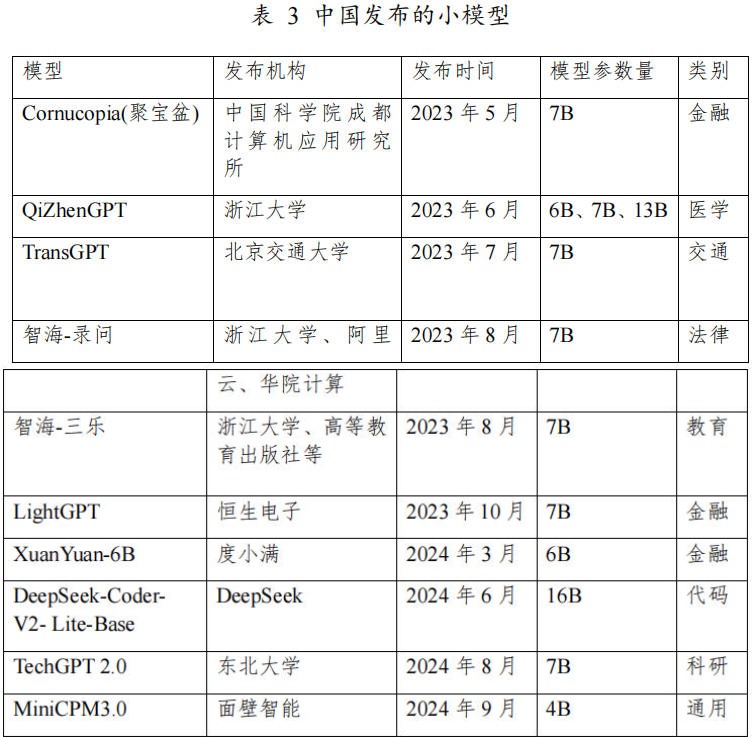 表 3 中国发布的小模型
模型 发布机构 发布时间 模型参数量 类别
Cornucopia(聚宝盆) 中国科学院成都 2023 年 5 月 7B 金融
计算机应用研究
所
QiZhenGPT 浙江大学 2023 年 6 月 6B、7B、13B 医学
TransGPT 北京交通大学 2023 年 7 月 7B 交通
智海-录问 浙江大学、阿里 2023 年 8 月 7B 法律
云、华院计算
智海-三乐 浙江大学、高等教 2023 年 8 月 7B 教育
育出版社等
LightGPT 恒生电子 2023 年 10 月 7B 金融
XuanYuan-6B 度小满 2024 年 3 月 6B 金融
DeepSeek-Coder- DeepSeek 2024 年 6 月 16B 代码
V2- Lite-Base
TechGPT 2.0 东北大学 2024 年 8 月 7B 科研
MiniCPM3.0 面壁智能 2024 年 9 月 4B 通用